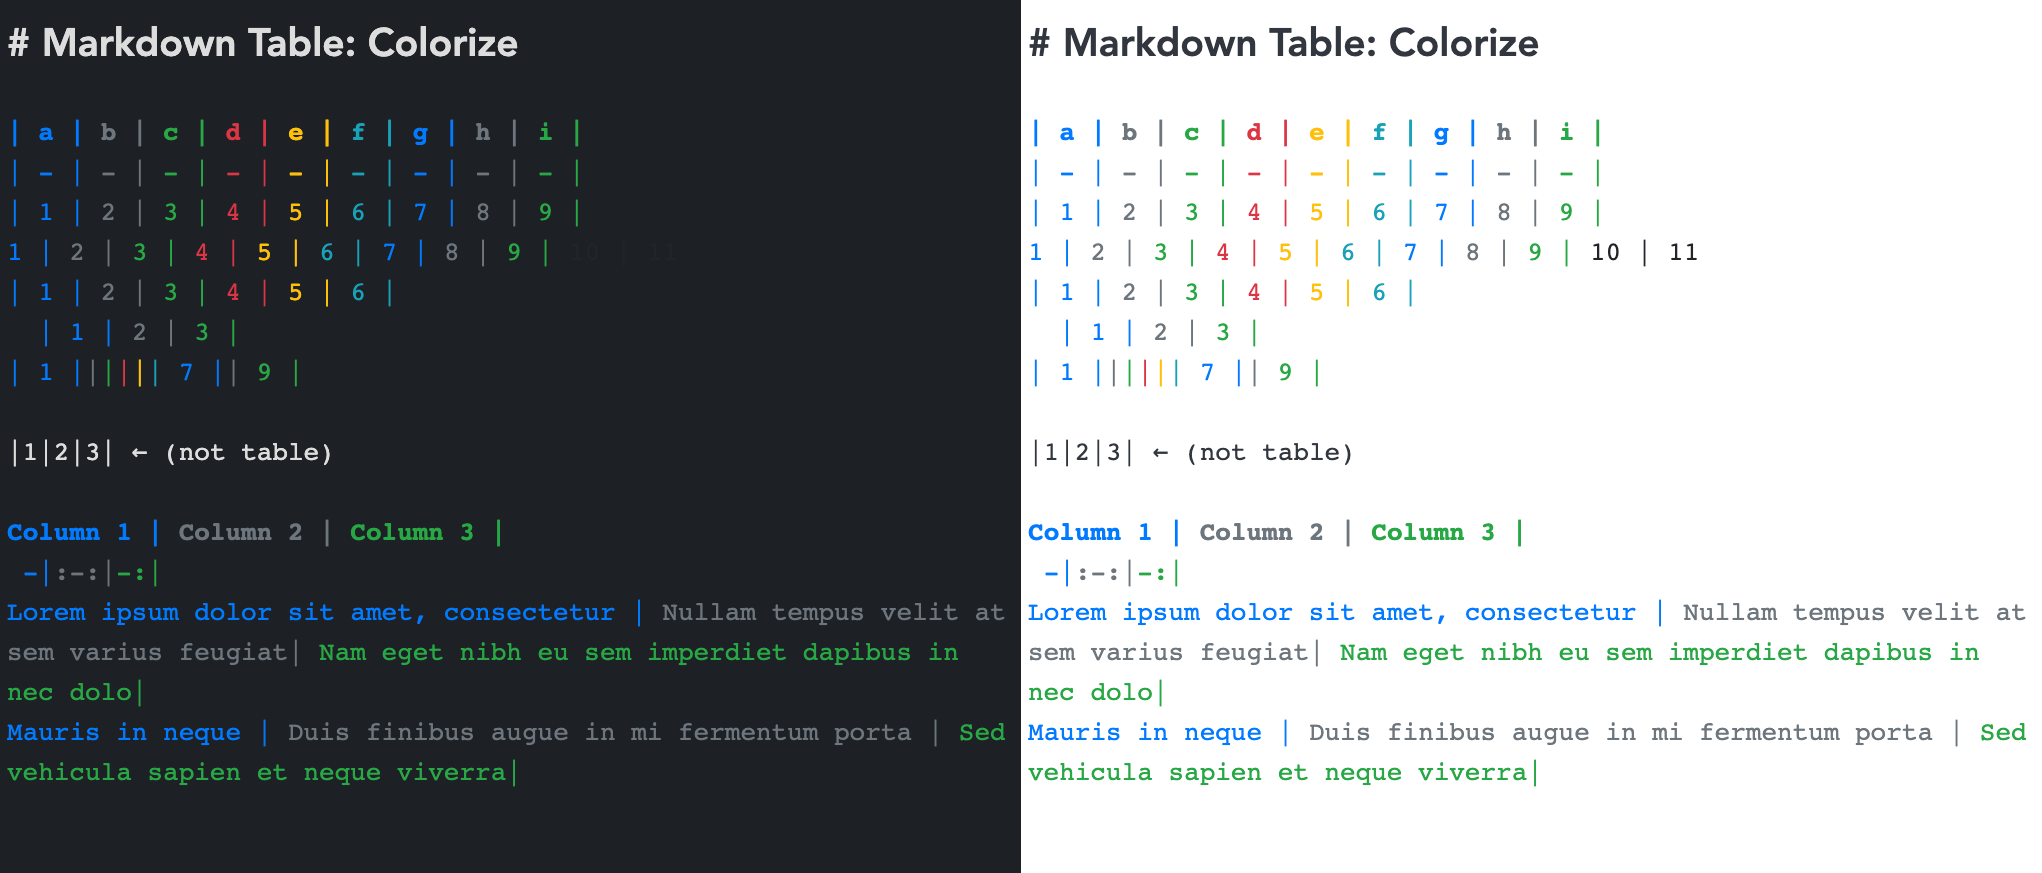 # Markdown Table: Colorize
| a | b | c | d | e | f | g | h | i |
| - | - | - | - | - | - | - | - | - |
| 1 | 2 | 3 | 4 | 5 | 6 | 7 | 8 | 9 |
1 | 2 | 3 | 4 | 5 | 6 | 7 | 8 | 9 | 10 | 11
| 1 | 2 | 3 | 4 | 5 | 6 |
  | 1 | 2 | 3 |
| 1 |||||| 7 || 9 |
|1|2|3| ← (not table)
Column 1 | Column 2 | Column 3 |
 -|:-:|-:|
Lorem ipsum dolor sit amet, consectetur | Nullam tempus velit at
sem varius feugiat| Nam eget nibh eu sem imperdiet dapibus in
nec dolo|
Mauris in neque | Duis finibus augue in mi fermentum porta | Sed
vehicula sapien et neque viverra|
# Markdown Table: Colorize
| a | b | c | d | e | f | g | h | i |
| - | - | - | - | - | - | - | - | - |
| 1 | 2 | 3 | 4 | 5 | 6 | 7 | 8 | 9 |
1 | 2 | 3 | 4 | 5 | 6 | 7 | 8 | 9 | 10 | 11
| 1 | 2 | 3 | 4 | 5 | 6 |
  | 1 | 2 | 3 |
| 1 |||||| 7 || 9 |
|1|2|3| ← (not table)
Column 1 | Column 2 | Column 3 |
 -|:-:|-:|
Lorem ipsum dolor sit amet, consectetur | Nullam tempus velit at
sem varius feugiat| Nam eget nibh eu sem imperdiet dapibus in
nec dolo|
Mauris in neque | Duis finibus augue in mi fermentum porta | Sed
vehicula sapien et neque viverra|